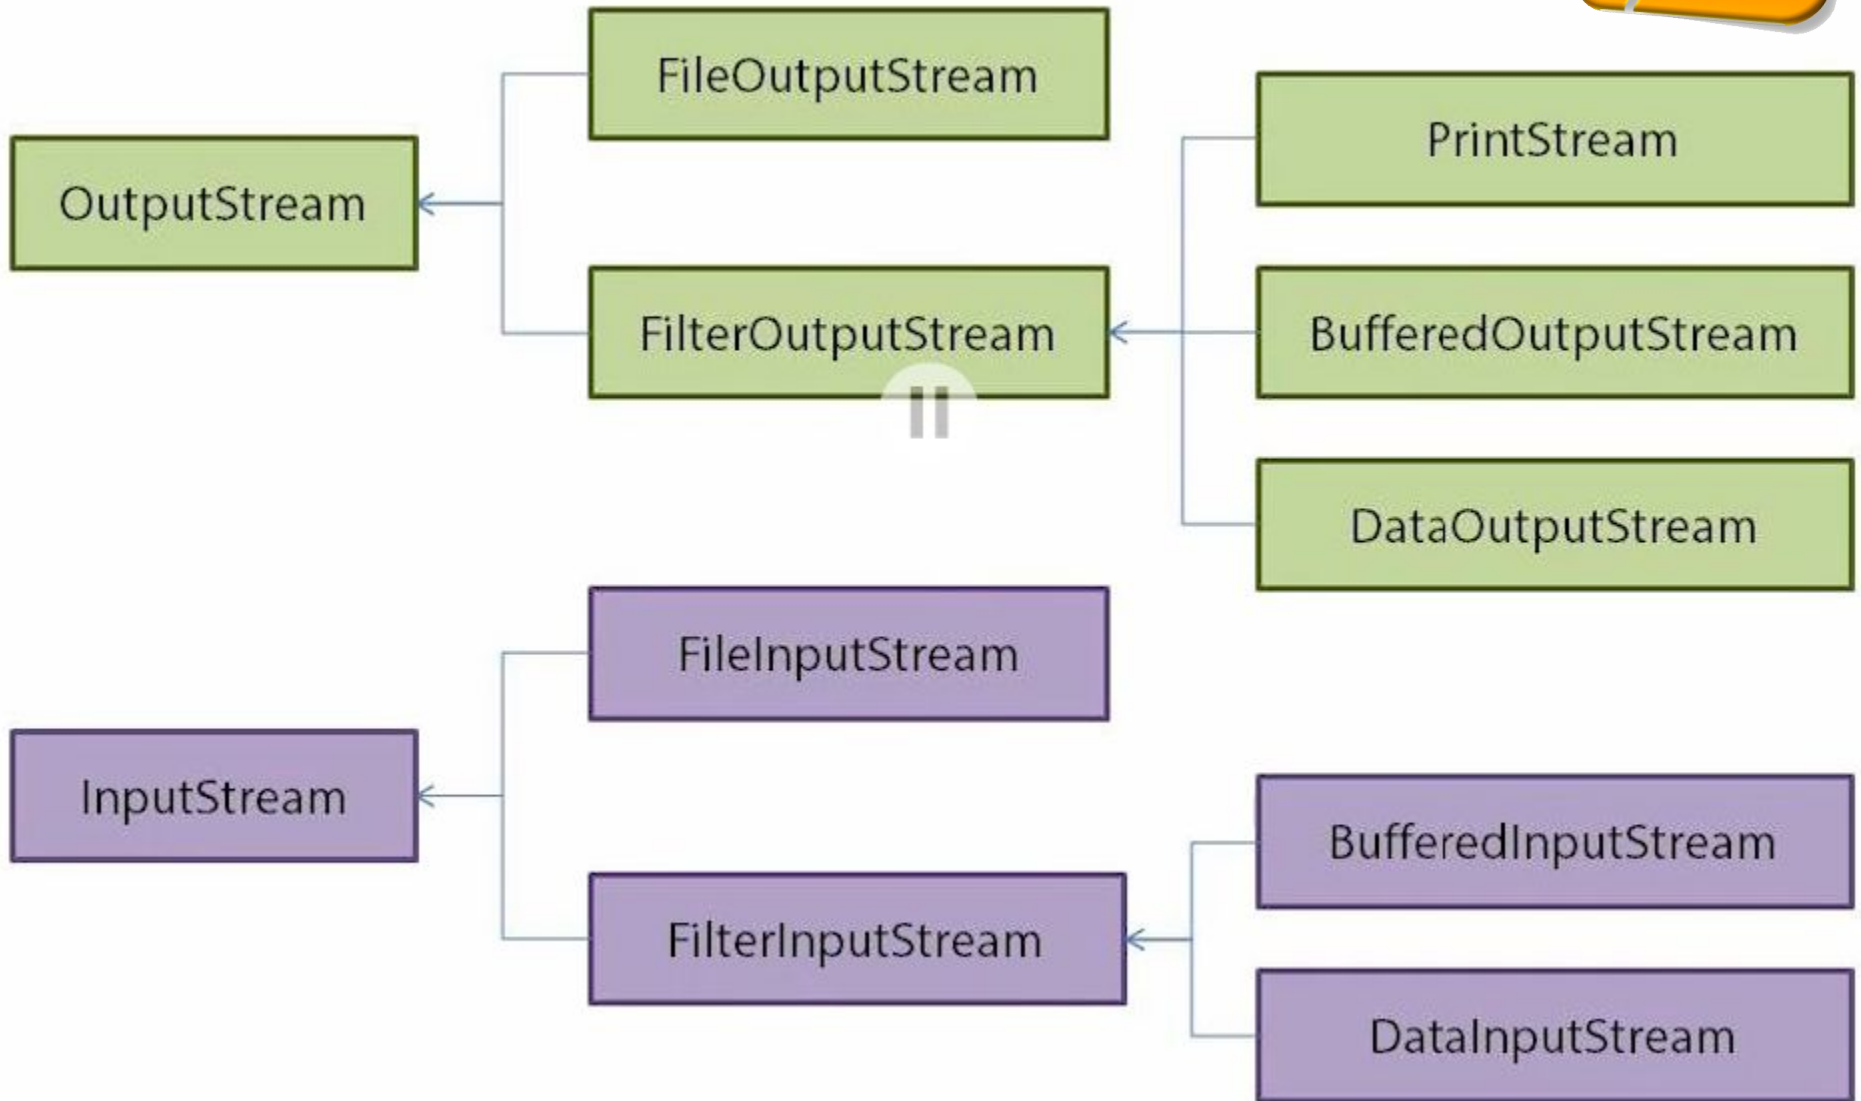 FileOutputStream
PrintStream
OutputStream
FilterOutputStream
BufferedOutputStream
DataOutputStream
FileInputStream
InputStream
BufferedInputStream
FilterInputStream
DataInputStream